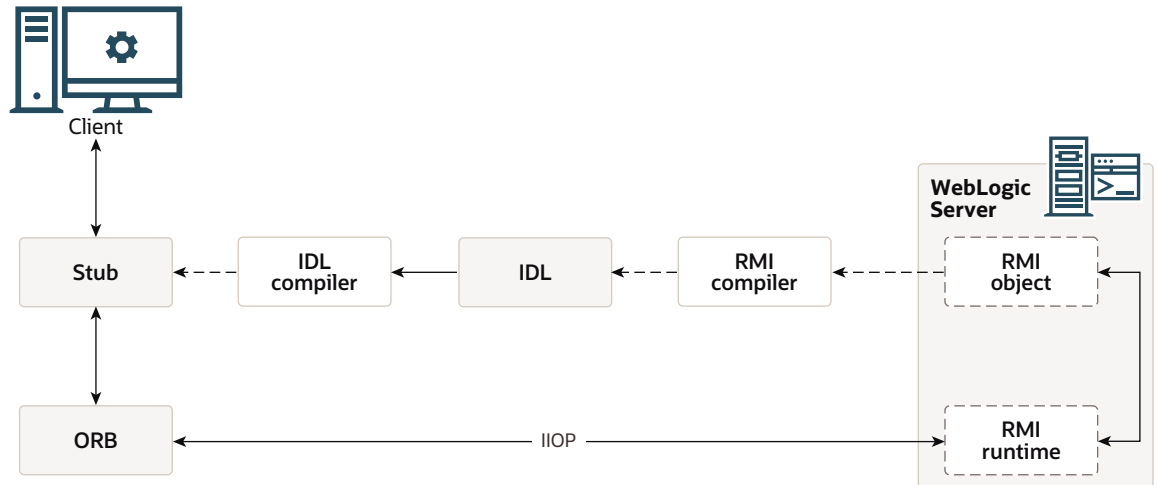 Client
WebLogic
Server
Stub
IDL
compiler
IDL
RMI
compiler
RMI
object
ORB
IIOP
RMI
runtime